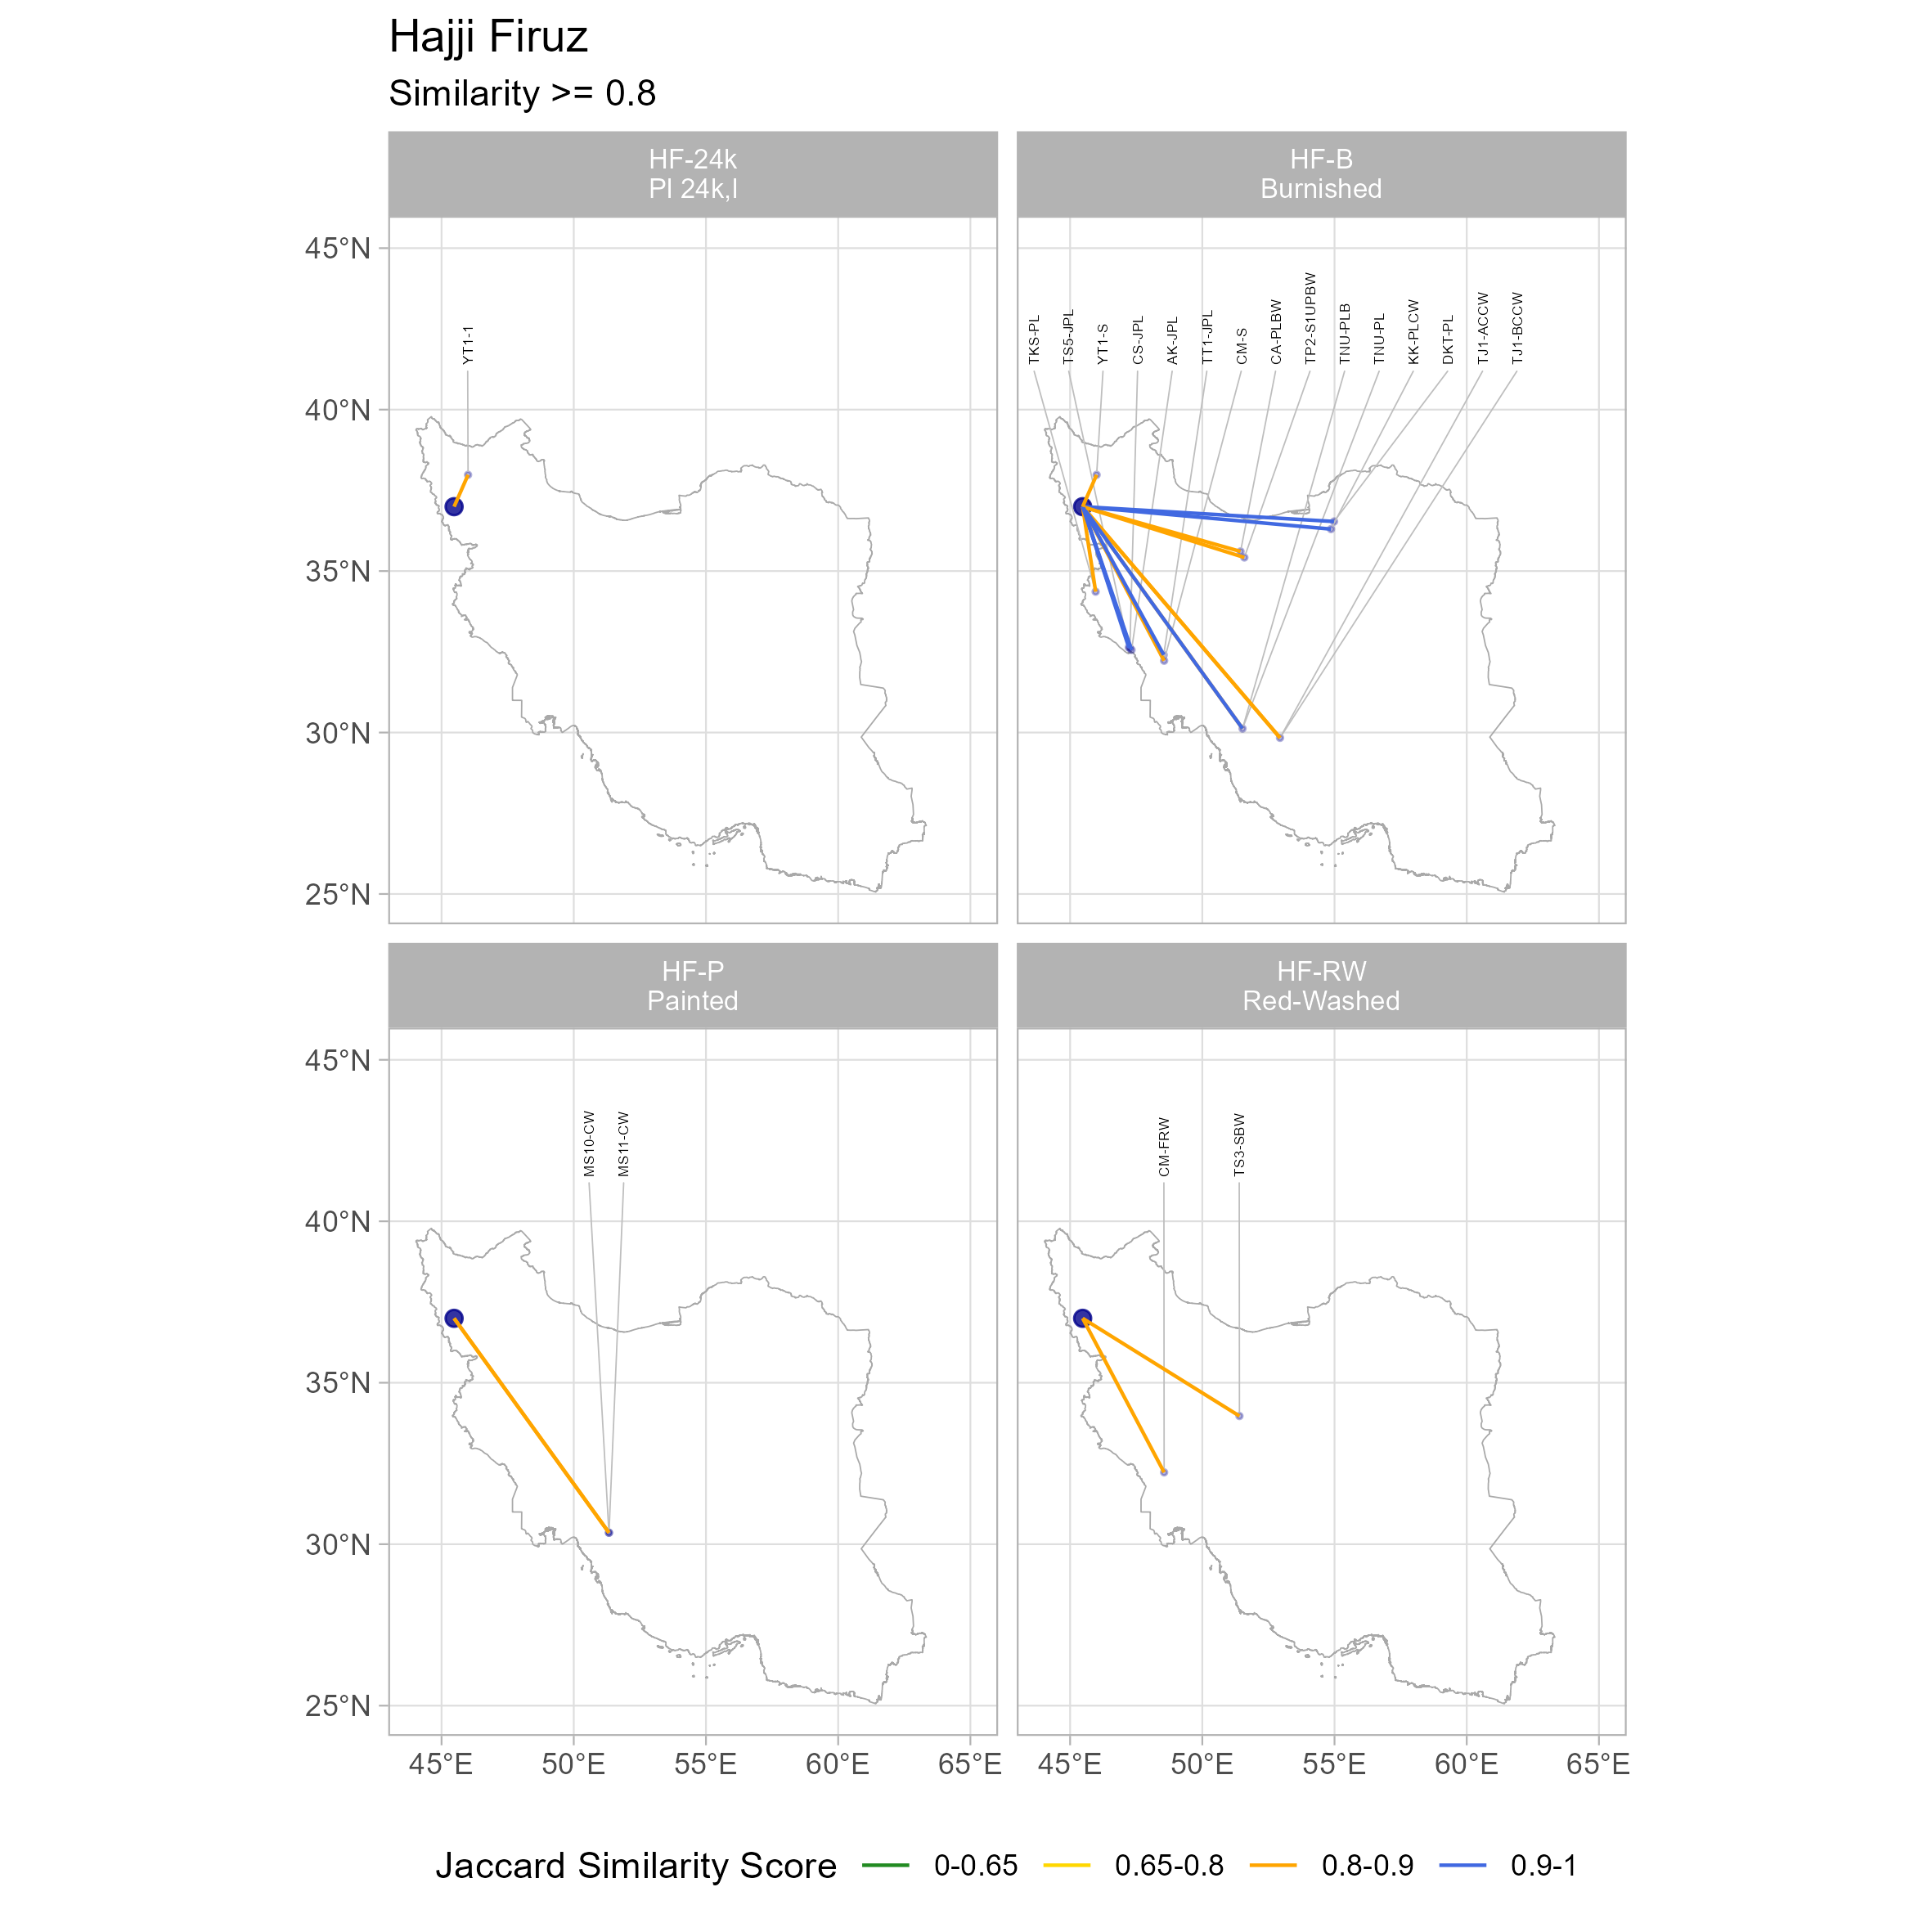 Hajji Firuz
Similarity >= 0.8
HF-24k
Pl 24k,l
HF-B
Burnished
45°N
40°N
35°N
30°N
25°N
YT1-1
TKS-PL
TS5-JPL
YT1-S
CS-JPL
AK-JPL
TT1-JPL
CM-S
CA-PLBW
TP2-S1UPBW
TNU-PLB
TNU-PL
KK-PLCW
DKT-PL
TJ1-ACCW
TJ1-BCCW
HF-P
Painted
HF-RW
Red-Washed
45°N
40°N
35°N
30°N
25°N
MS10-CW
MS11-CW
CM-FRW
TS3-SBW
45°E 50°E 55°E 60°E 65°E
45°E 50°E 55°E 60°E 65°E
Jaccard Similarity Score 0-0.65 0.65-0.8 0.8-0.9 0.9-1